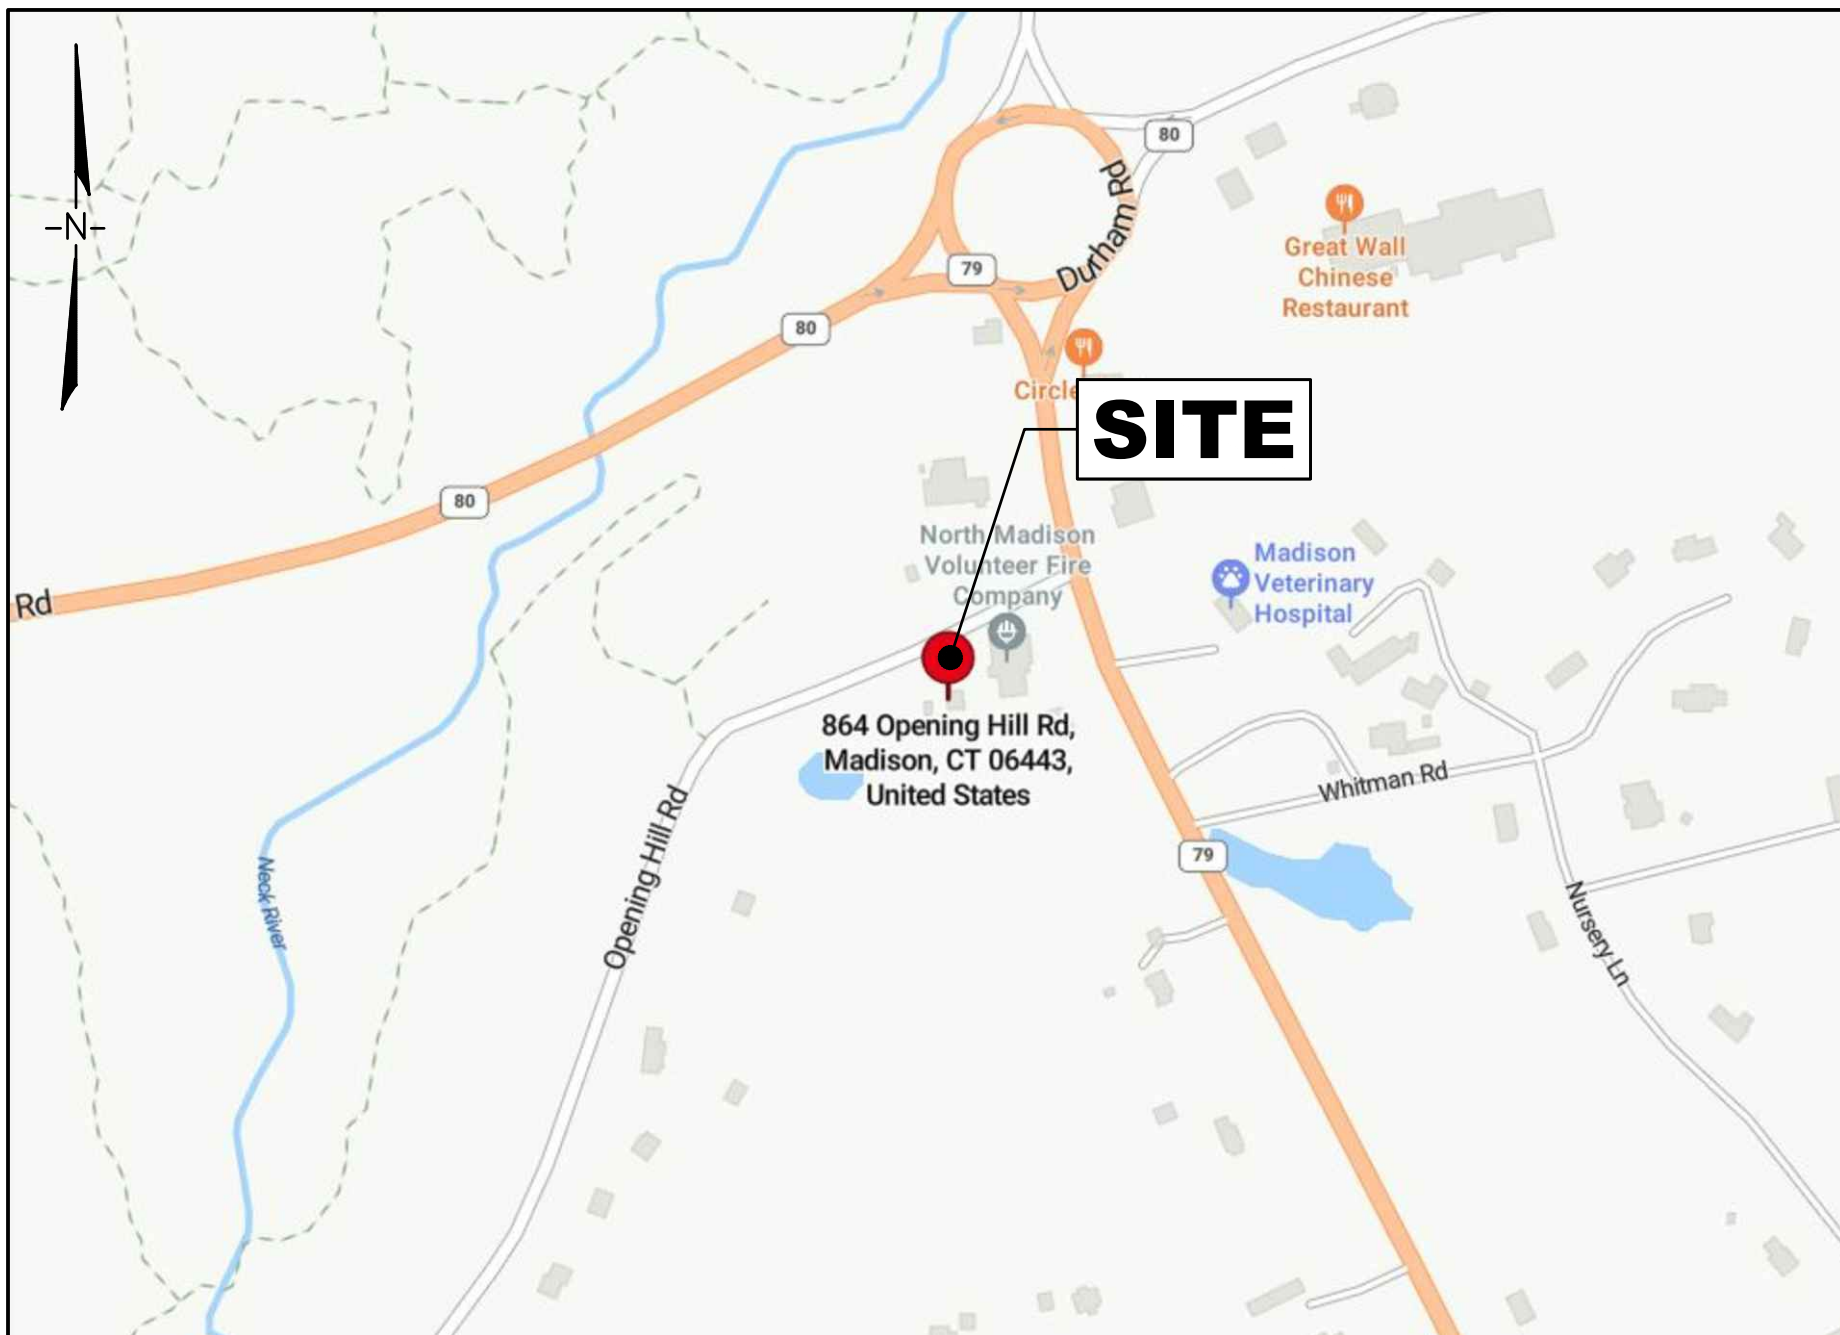 N
80
Durham Rd
79
Great Wall
Chinese
Restaurant
80
Circle
SITE
80
North Madison
Volunteer Fire
Company
Madison
Veterinary
Hospital
Rd
864 Opening Hill Rd,
Madison, CT 06443,
United States
Whitman Rd
Opening Hill Rd
79
Neck River
Nursery Ln